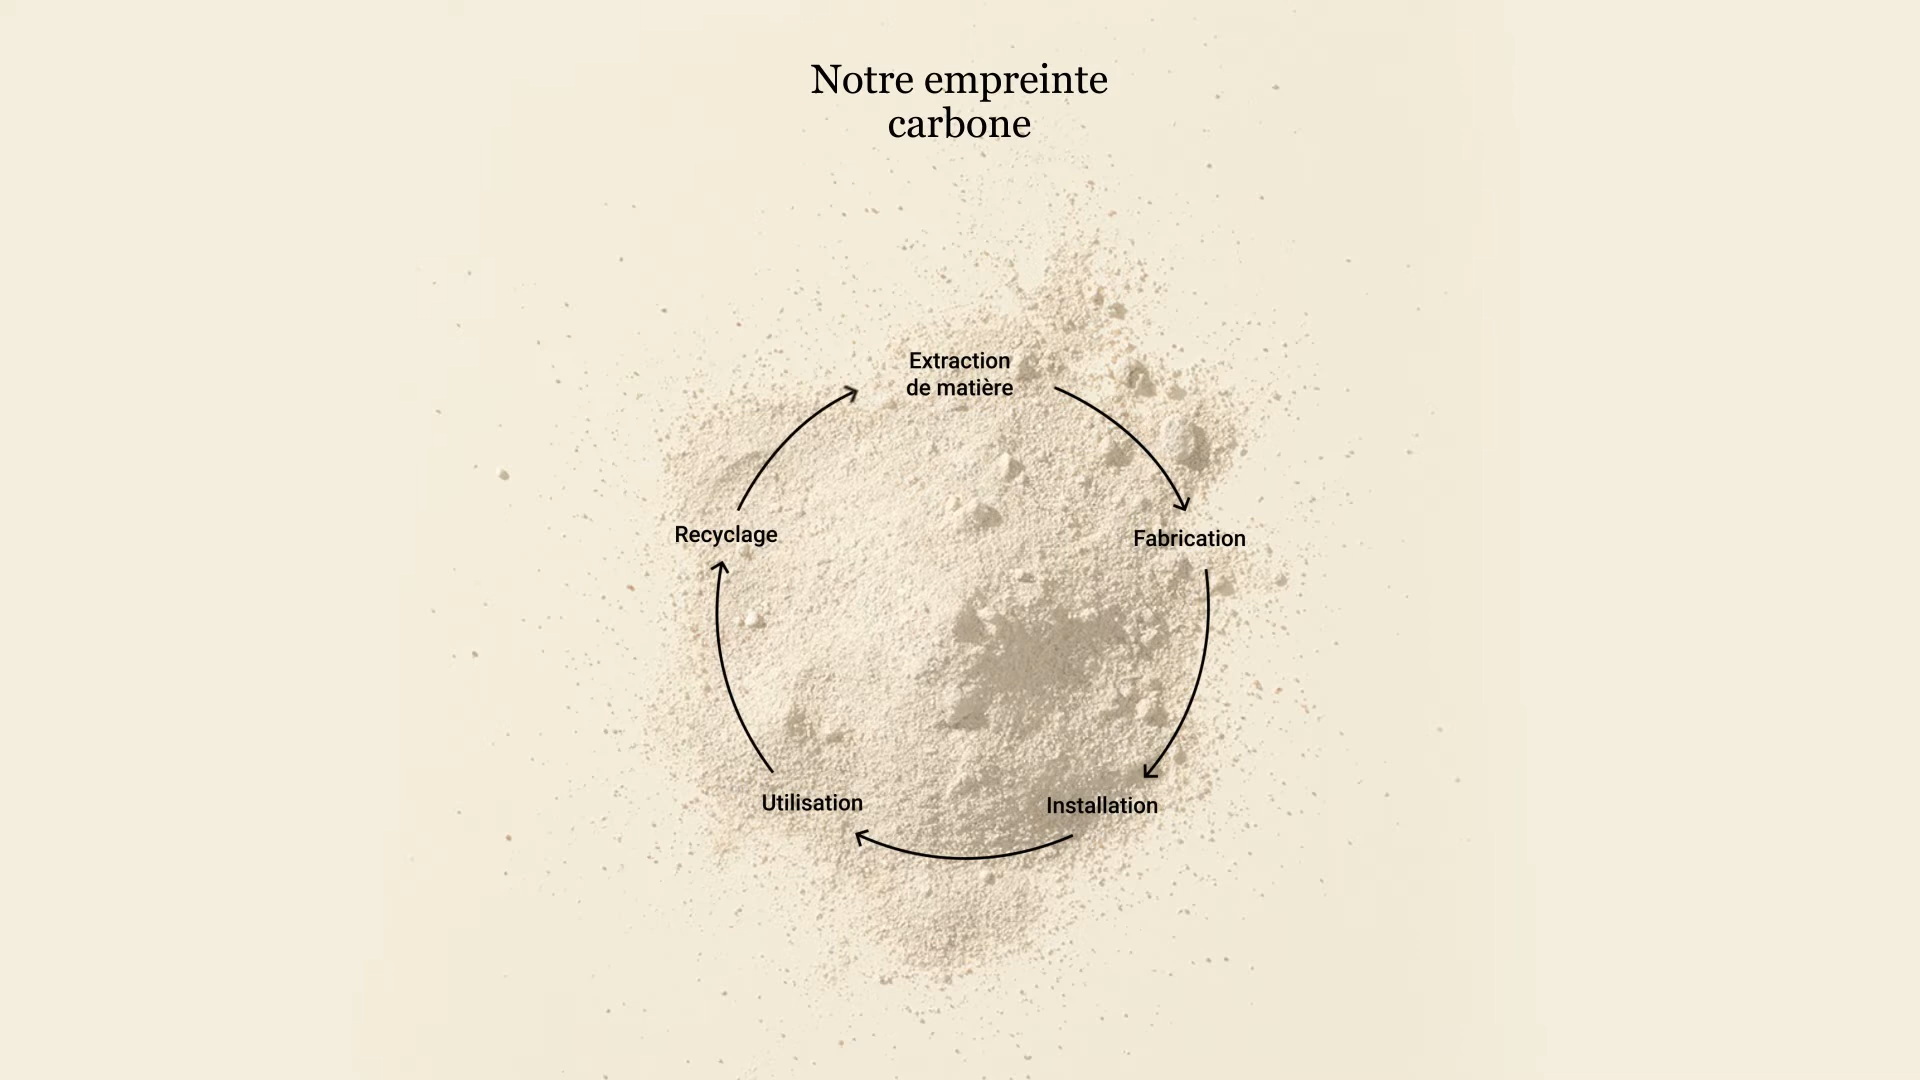 Notre empreinte
carbone
Extraction
de matière
Recyclage
Fabrication
Utilisation
Installation